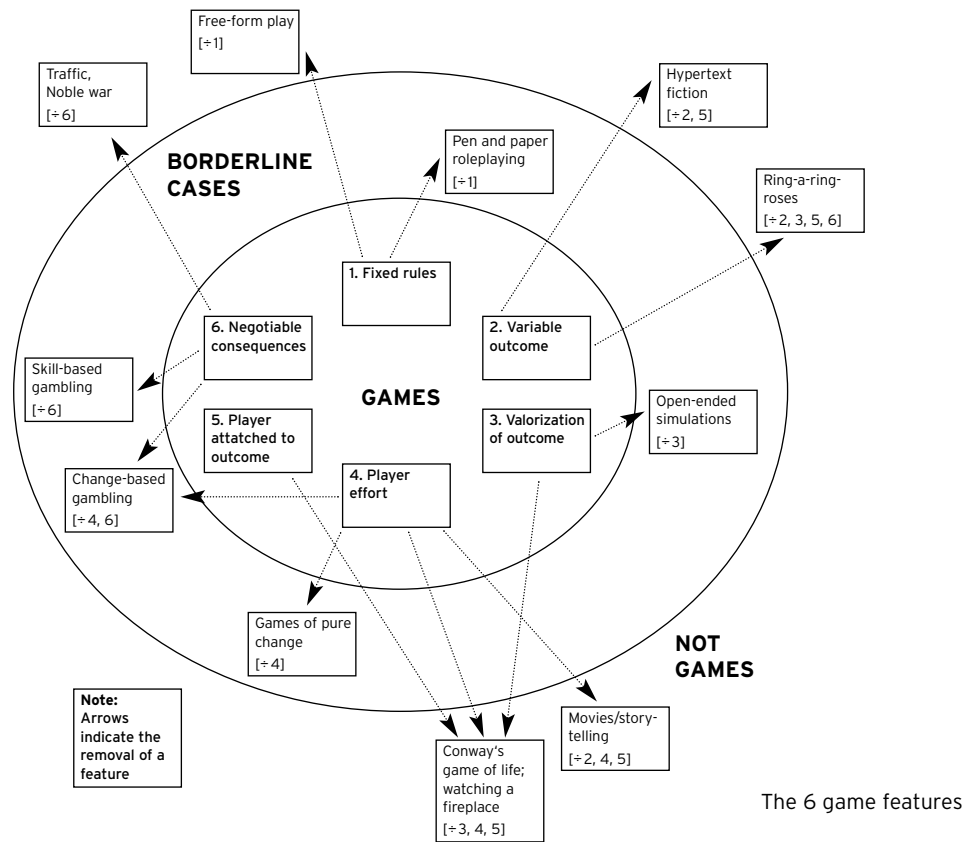 Free-form play
[÷1]
Traffic,
Noble war
[÷6]
Hypertext
fiction
[÷2, 5]
BORDERLINE
CASES
Pen and paper
roleplaying
[÷1]
Ring-a-ring-
roses
[÷2, 3, 5, 6]
1. Fixed rules
6. Negotiable
consequences
2. Variable
outcome
Skill-based
gambling
[÷6]
GAMES
Open-ended
simulations
[÷3]
5. Player
attatched to
outcome
3. Valorization
of outcome
4. Player
effort
Change-based
gambling
[÷4, 6]
Games of pure
change
[÷4]
NOT
GAMES
Note:
Arrows
indicate the
removal of a
feature
Movies/story-
telling
[÷2, 4, 5]
Conway's
game of life;
watching a
fireplace
[÷3, 4, 5]
The 6 game features